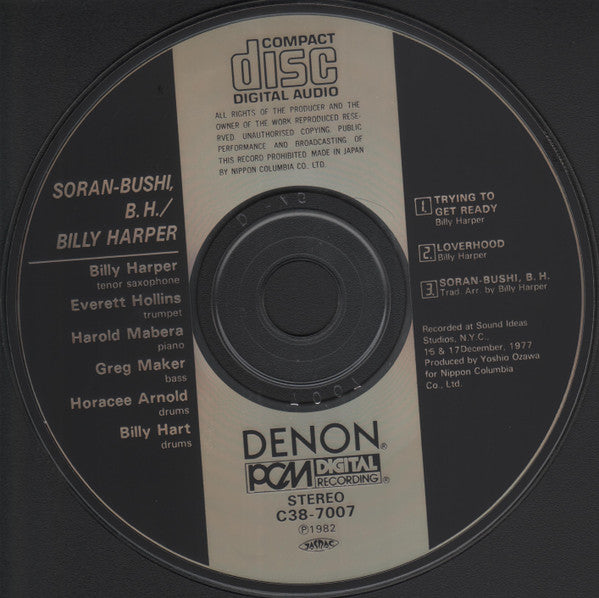 COMPACT
disc
DIGITAL AUDIO
ALL RIGHTS OF THE PRODUCER AND THE
OWNER OF THE WORK REPRODUCED RESE-
RVED. UNAUTHORISED COPYING, PUBLIC
PERFORMANCE AND BROADCASTING OF
THIS RECORD PROHIBITED. MADE IN JAPAN
BY NIPPON COLUMBIA CO., LTD.
SORAN-BUSHI,
B.H./
BILLY HARPER
Billy Harper
tenor saxophone
Everett Hollins
trumpet
Harold Mabera
piano
Greg Maker
bass
Horacee Arnold
drums
Billy Hart
drums
1. TRYING TO
GET READY
Billy Harper
2. LOVERHOOD
Billy Harper
3. SORAN-BUSHI, B.H.
Trad. Arr. by Billy Harper
Recorded at Sound Ideas
Studios, N.Y.C.,
16 & 17December, 1977
Produced by Yoshio Ozawa
for Nippon Columbia
Co., Ltd.
DENON®
PCM DIGITAL
RECORDING®
STEREO
C38-7007
℗1982
JASRAC